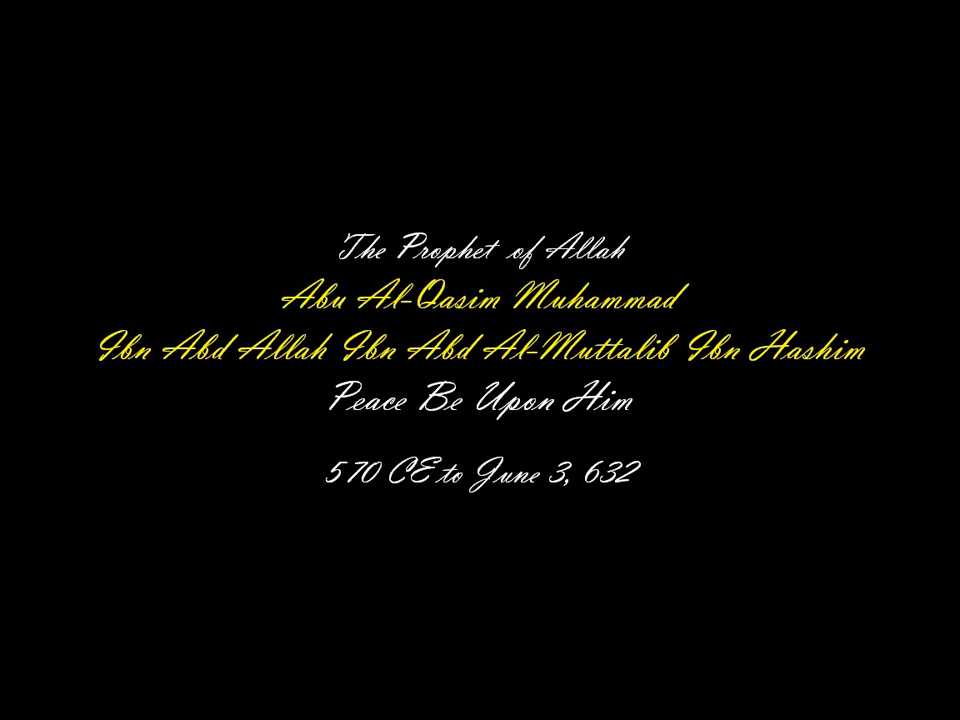 The Prophet of Allah
Abu Al-Qasim Muhammad
Ibn Abd Allah Ibn Abd Al-Muttalib Ibn Hashim
Peace Be Upon Him
570 CE to June 3, 632